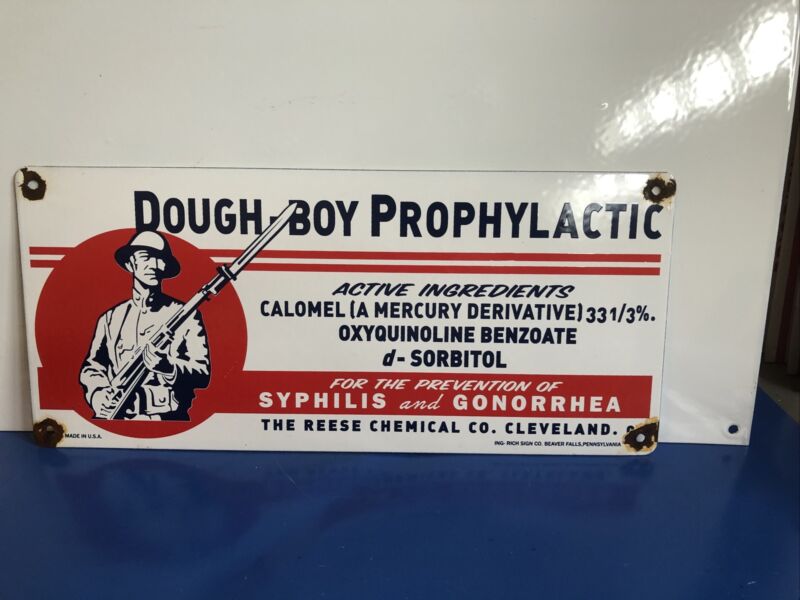 DOUGH-BOY PROPHYLACTIC
ACTIVE INGREDIENTS
CALOMEL (A MERCURY DERIVATIVE) 33 1/3%.
OXYQUINOLINE BENZOATE
d- SORBITOL
FOR THE PREVENTION OF
SYPHILIS and GONORRHEA
THE REESE CHEMICAL CO. CLEVELAND.
MADE IN U.S.A.
ING- RICH SIGN CO. BEAVER FALLS, PENNSYLVANIA